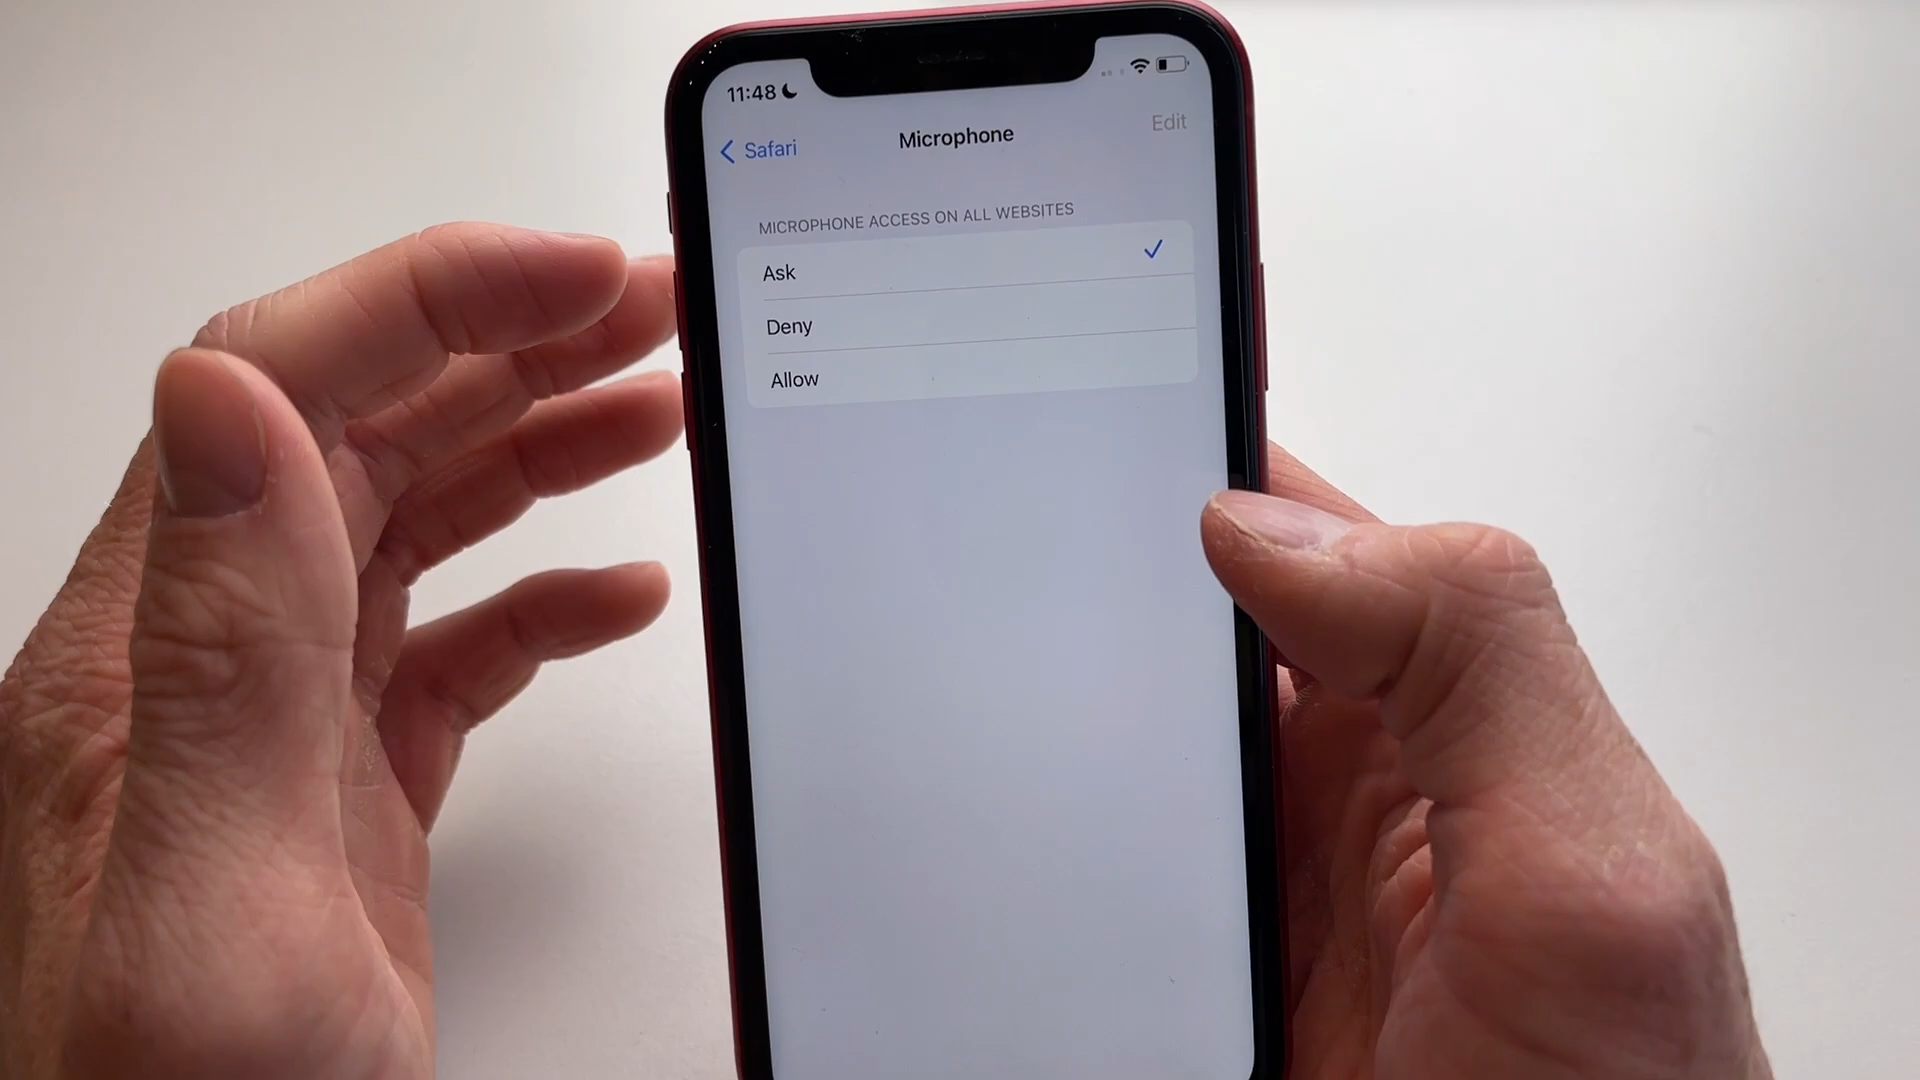 11:48
Safari
Microphone
Edit
MICROPHONE ACCESS ON ALL WEBSITES
Ask
Deny
Allow